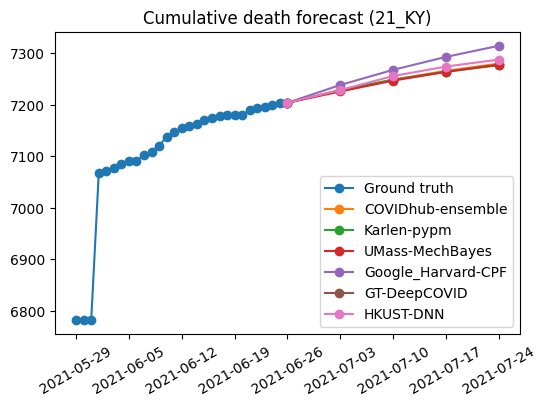 Cumulative death forecast (21_KY)
7300
7200
7100
7000
6900
6800
Ground truth
COVIDhub-ensemble
Karlen-pypm
UMass-MechBayes
Google_Harvard-CPF
GT-DeepCOVID
HKUST-DNN
2021-05-29
2021-06-05
2021-06-12
2021-06-19
2021-06-26
2021-07-03
2021-07-10
2021-07-17
2021-07-24